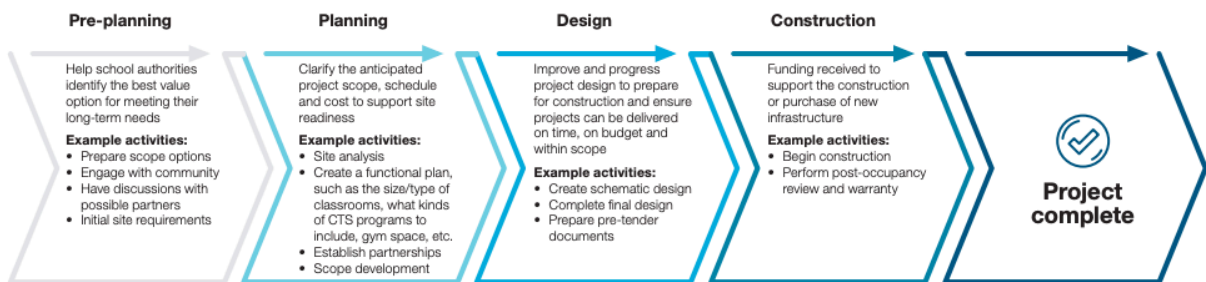 Pre-planning
Help school authorities
identify the best value
option for meeting their
long-term needs
Example activities:
• Prepare scope options
• Engage with community
• Have discussions with
possible partners
• Initial site requirements
Planning
Clarify the anticipated
project scope, schedule
and cost to support site
readiness
Example activities:
• Site analysis
• Create a functional plan,
such as the size/type of
classrooms, what kinds
of CTS programs to
include, gym space, etc.
• Establish partnerships
• Scope development
Design
Improve and progress
project design to prepare
for construction and ensure
projects can be delivered
on time, on budget and
within scope
Example activities:
• Create schematic design
• Complete final design
• Prepare pre-tender
documents
Construction
Funding received to
support the construction
or purchase of new
infrastructure
Example activities:
• Begin construction
• Perform post-occupancy
review and warranty
Project
complete